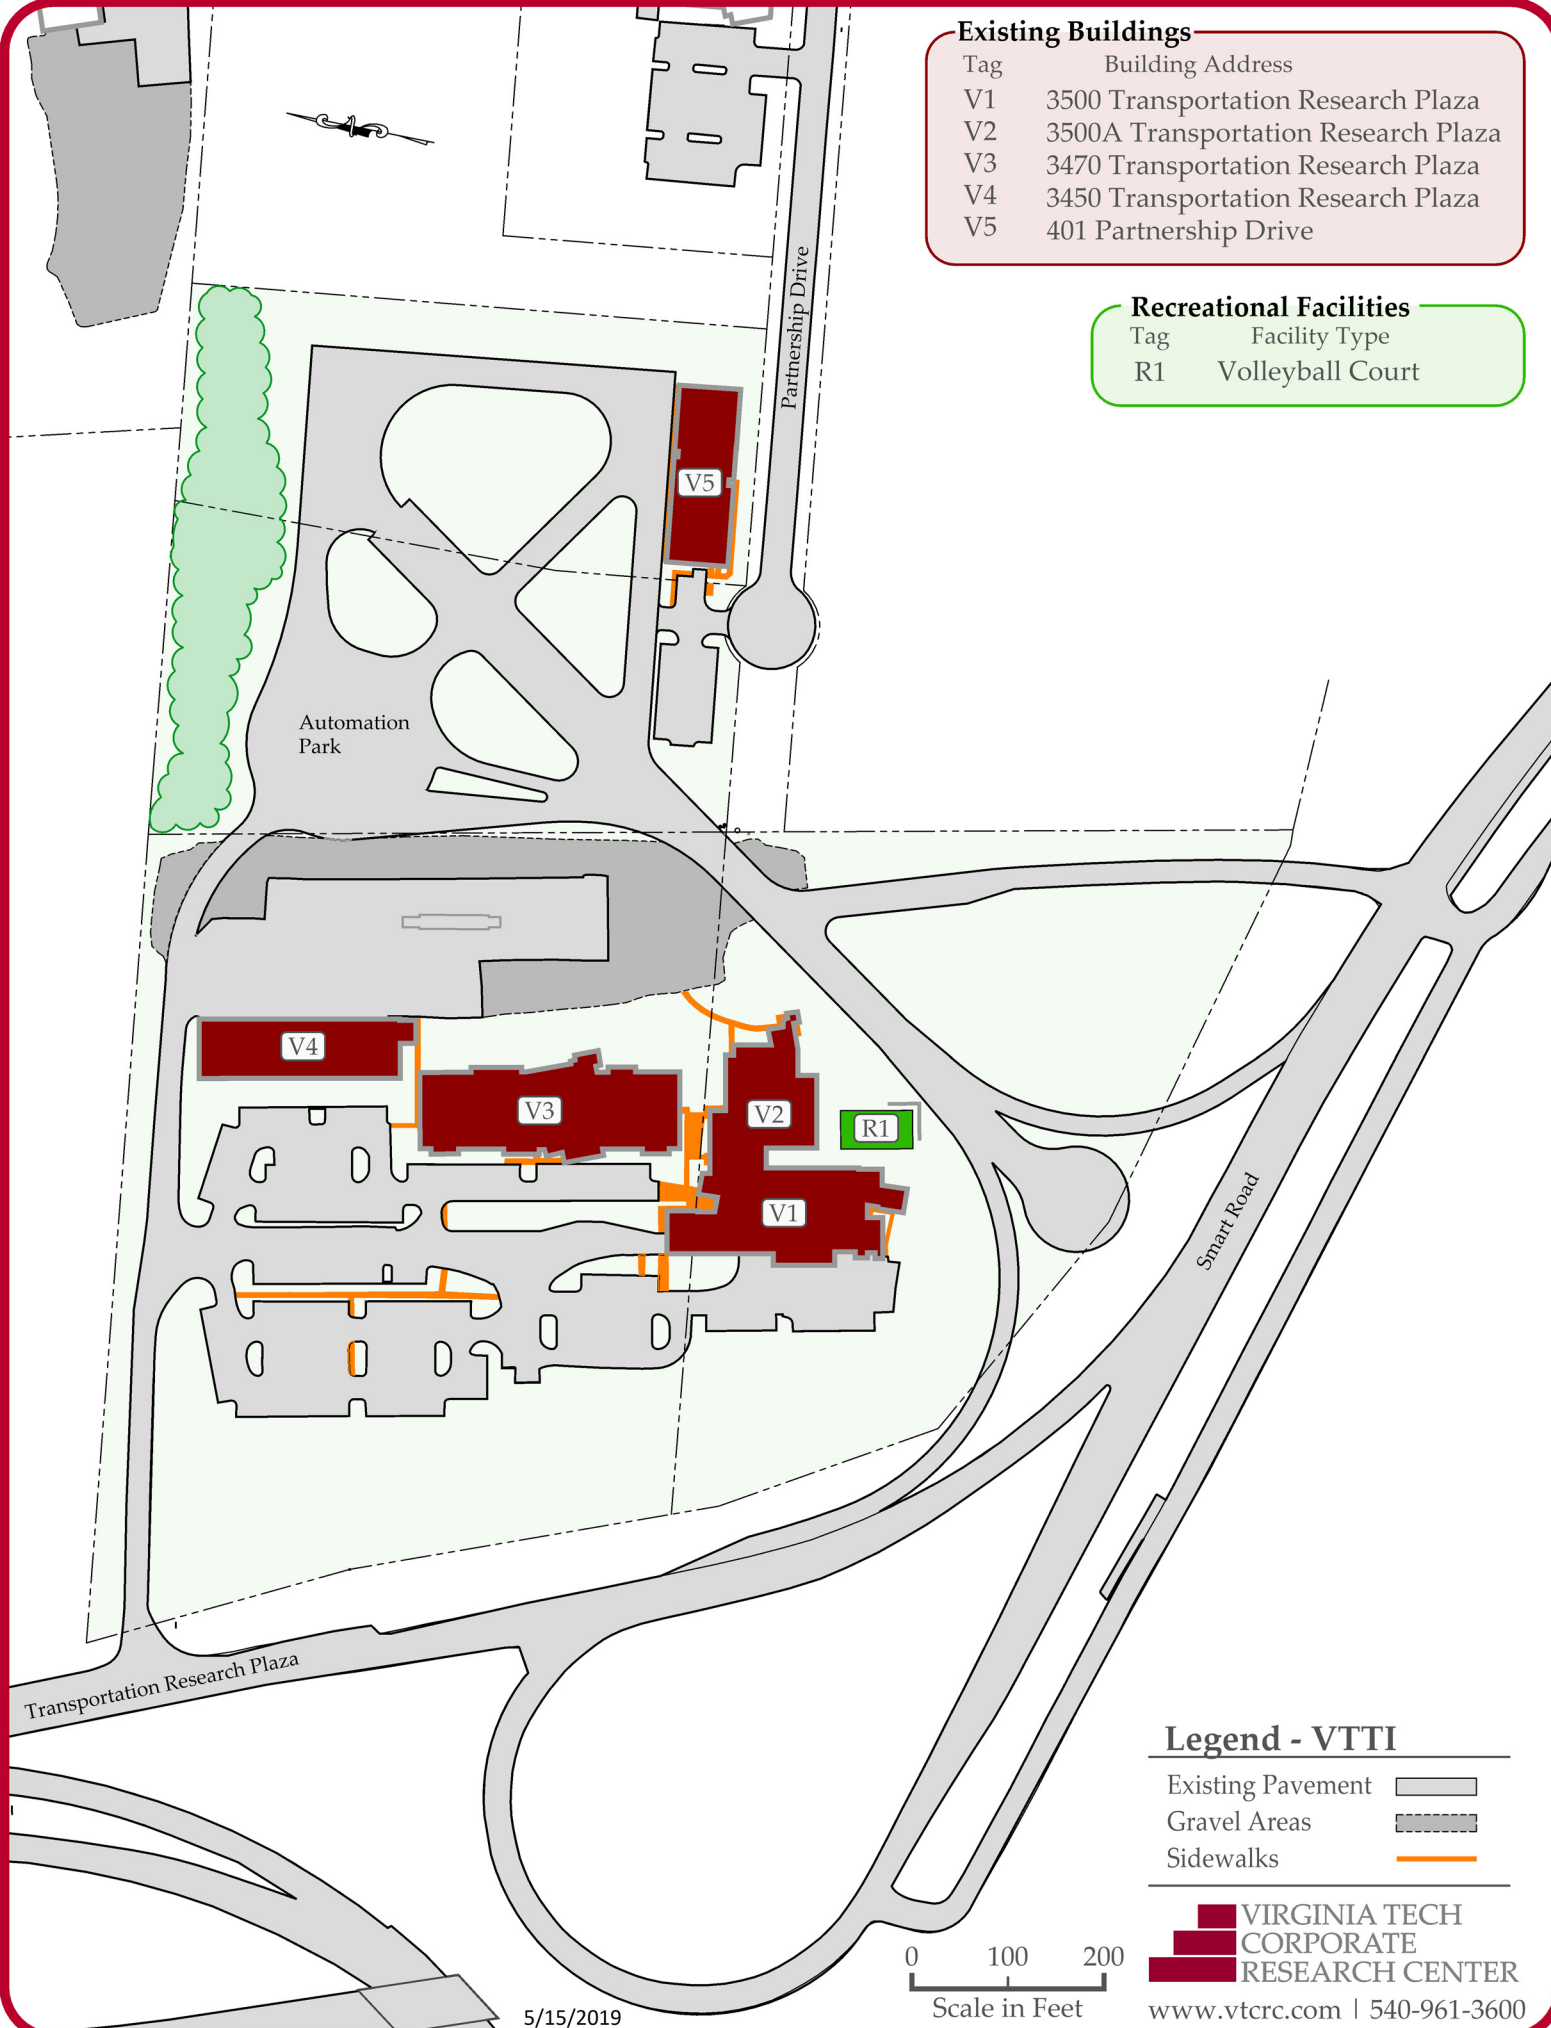 Existing Buildings
Tag Building Address
V1 3500 Transportation Research Plaza
V2 3500A Transportation Research Plaza
V3 3470 Transportation Research Plaza
V4 3450 Transportation Research Plaza
V5 401 Partnership Drive
Recreational Facilities
Tag Facility Type
R1 Volleyball Court
Partnership Drive
V5
Automation
Park
V4
V3
V2
R1
V1
Smart Road
Transportation Research Plaza
Legend - VTTI
Existing Pavement
Gravel Areas
Sidewalks
VIRGINIA TECH
CORPORATE
RESEARCH CENTER
www.vtcrc.com | 540-961-3600
0 100 200
Scale in Feet
5/15/2019